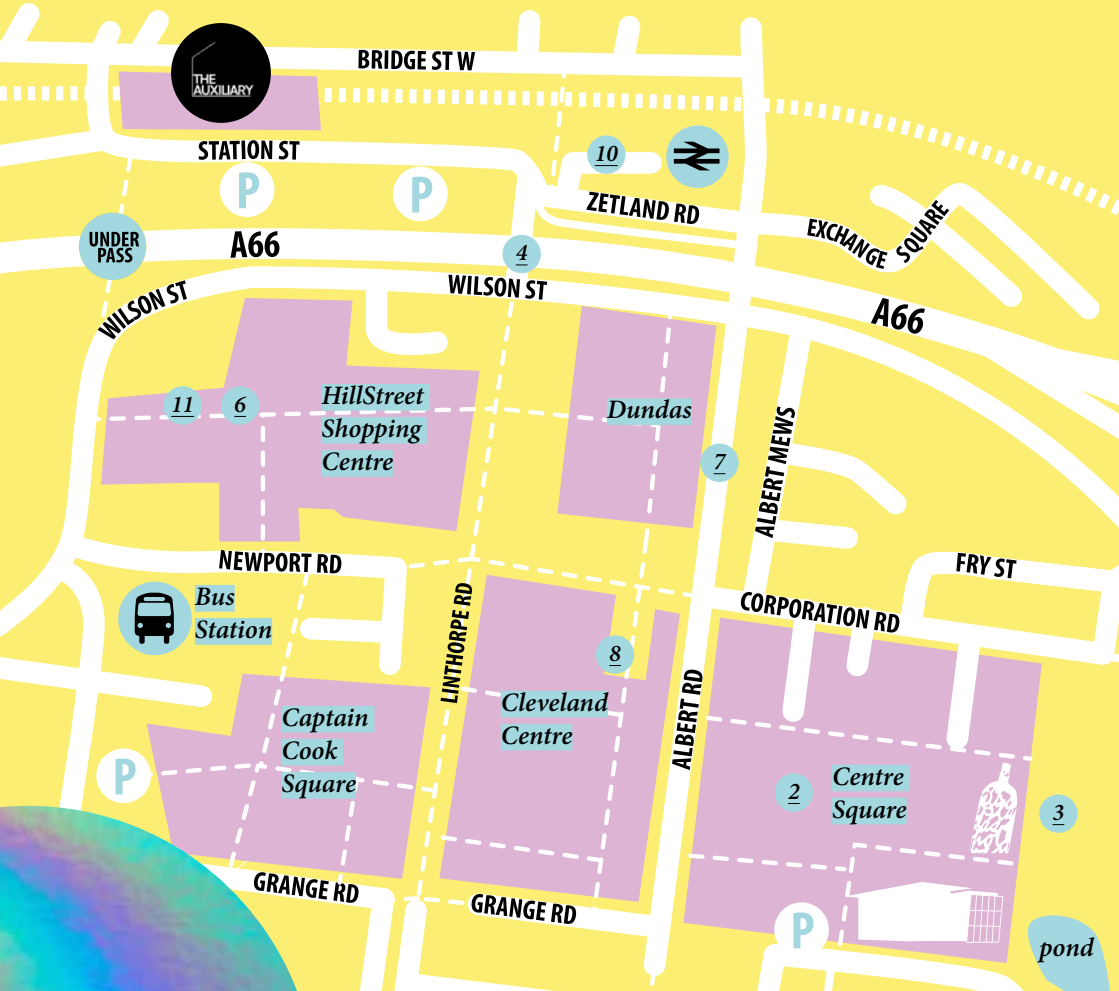 BRIDGE ST W
THE
AUXILIARY
STATION ST
10
P
P
ZETLAND RD
EXCHANGE SQUARE
UNDER
PASS
A66
4
WILSON ST
WILSON ST
A66
11
6
HillStreet
Shopping
Centre
Dundas
7
ALBERT MEWS
NEWPORT RD
FRY ST
Bus
Station
LINTHORPE RD
CORPORATION RD
8
Cleveland
Centre
ALBERT RD
Captain
Cook
Square
P
2
Centre
Square
3
GRANGE RD
GRANGE RD
P
pond